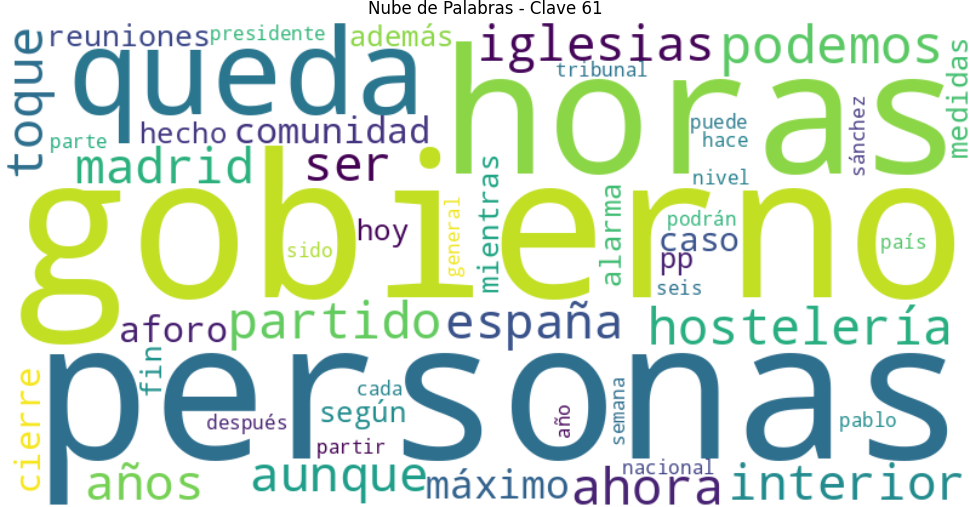 Nube de Palabras - Clave 61
reuniones
presidente
además
iglesias
podemos
toque
queda
horas
tribunal
medidas
parte
hecho
comunidad
puede
hace
sánchez
madrid
ser
nivel
gobierno
mientras
alarma
general
hoy
sido
podrán
caso
país
pp
seis
aforo
partido
españa
hostelería
fin
personas
cierre
cada
según
después
partir
año
semana
pablo
años
aunque
máximo
ahora
nacional
interior